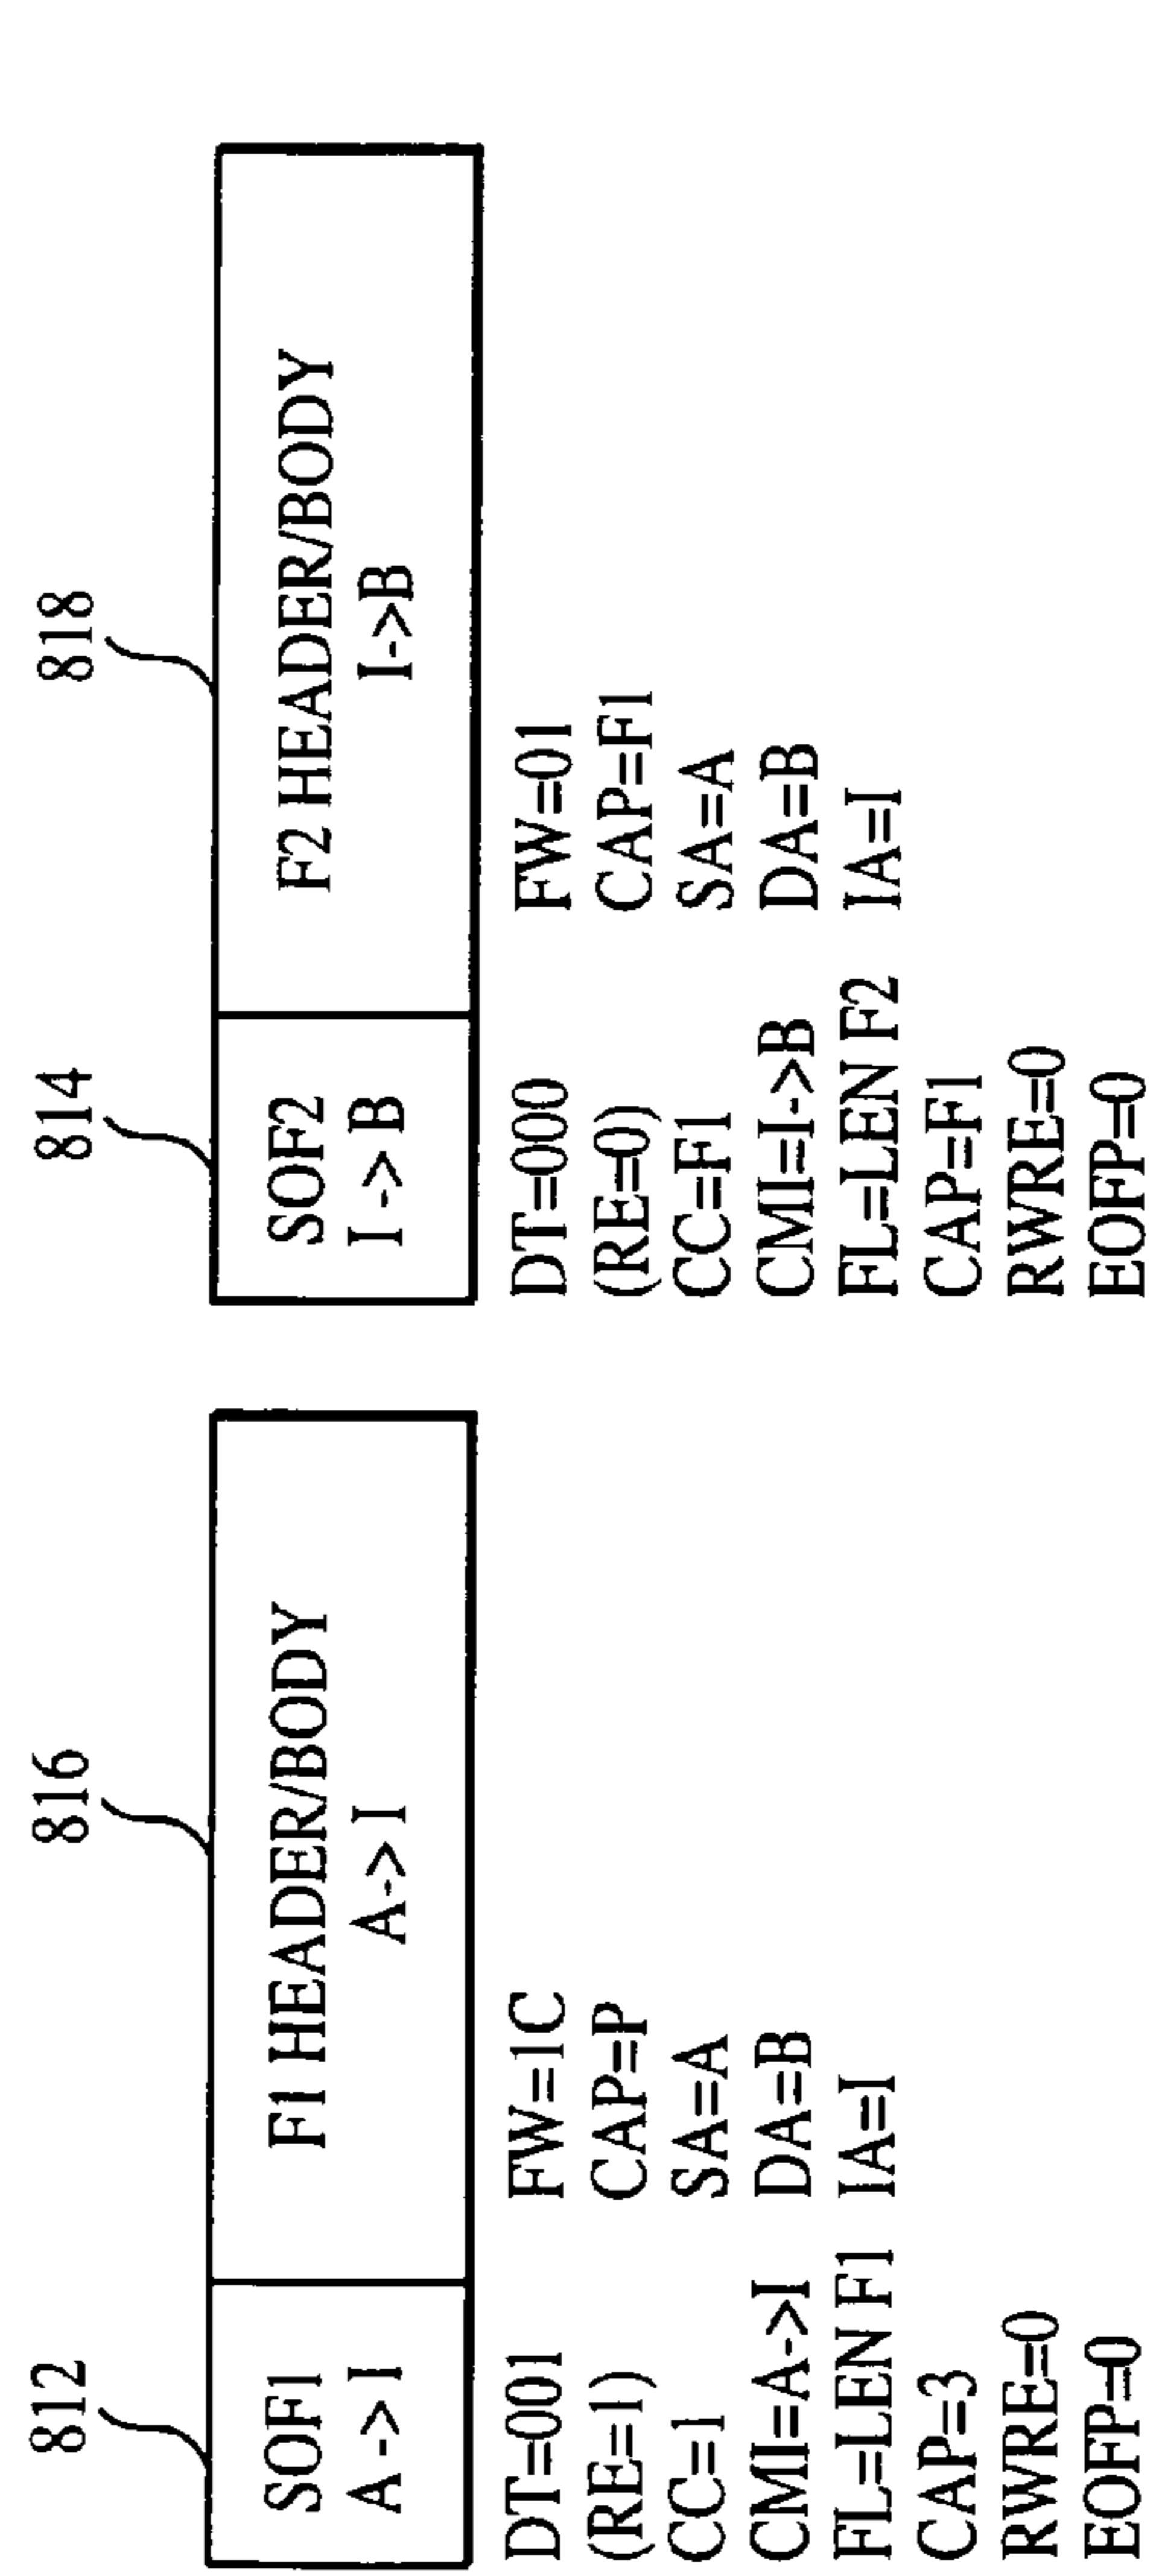 812
816
814
818
SOF1
A -> I
F1 HEADER/BODY
A->I
SOF2
I -> B
F2 HEADER/BODY
I->B
DT=001
(RE=1)
CC=1
CMI=A->I
FL=LEN F1
CAP=3
RWRE=0
EOFP=0
FW=1C
CAP=P
SA=A
DA=B
IA=I
DT=000
(RE=0)
CC=F1
CMI=I->B
FL=LEN F2
CAP=F1
RWRE=0
EOFP=0
FW=01
CAP=F1
SA=A
DA=B
IA=I